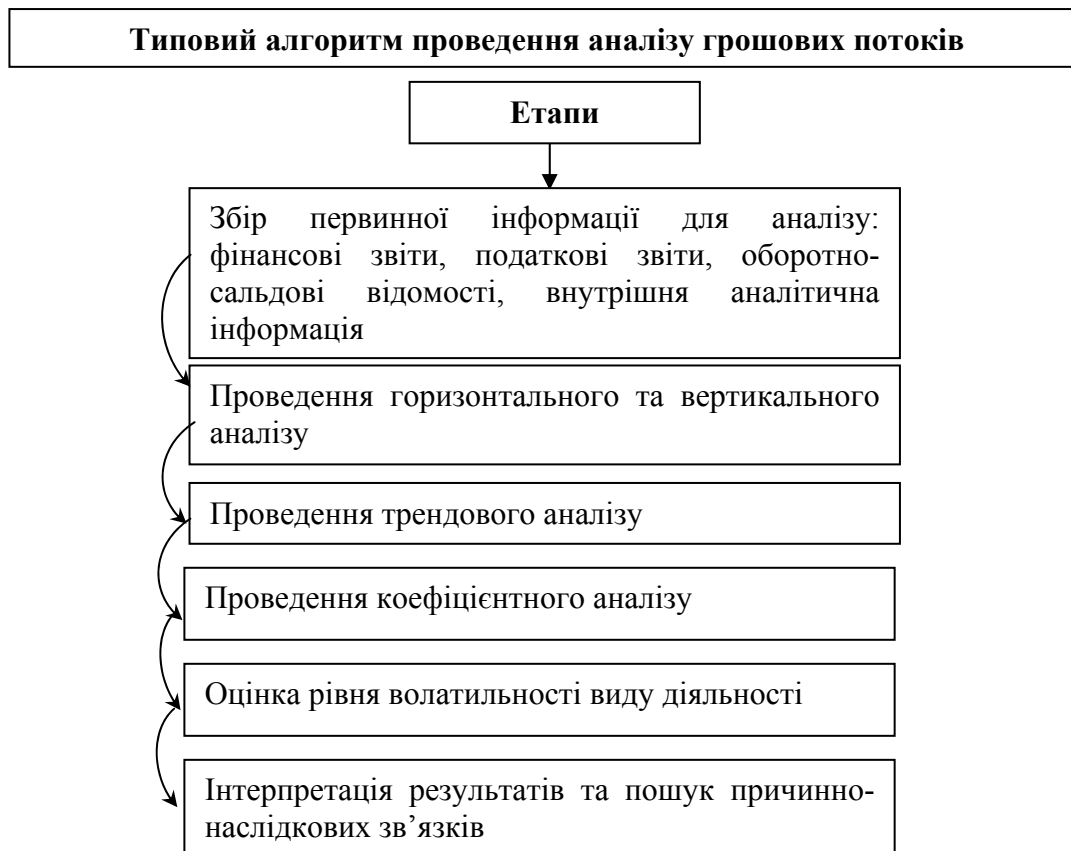 Типовий алгоритм проведення аналізу грошових потоків
Етапи
Збір первинної інформації для аналізу:
фінансові звіти, податкові звіти, оборотно-
сальдові відомості, внутрішня аналітична
інформація
Проведення горизонтального та вертикального
аналізу
Проведення трендового аналізу
Проведення коефіцієнтного аналізу
Оцінка рівня волатильності виду діяльності
Інтерпретація результатів та пошук причинно-
наслідкових зв’язків